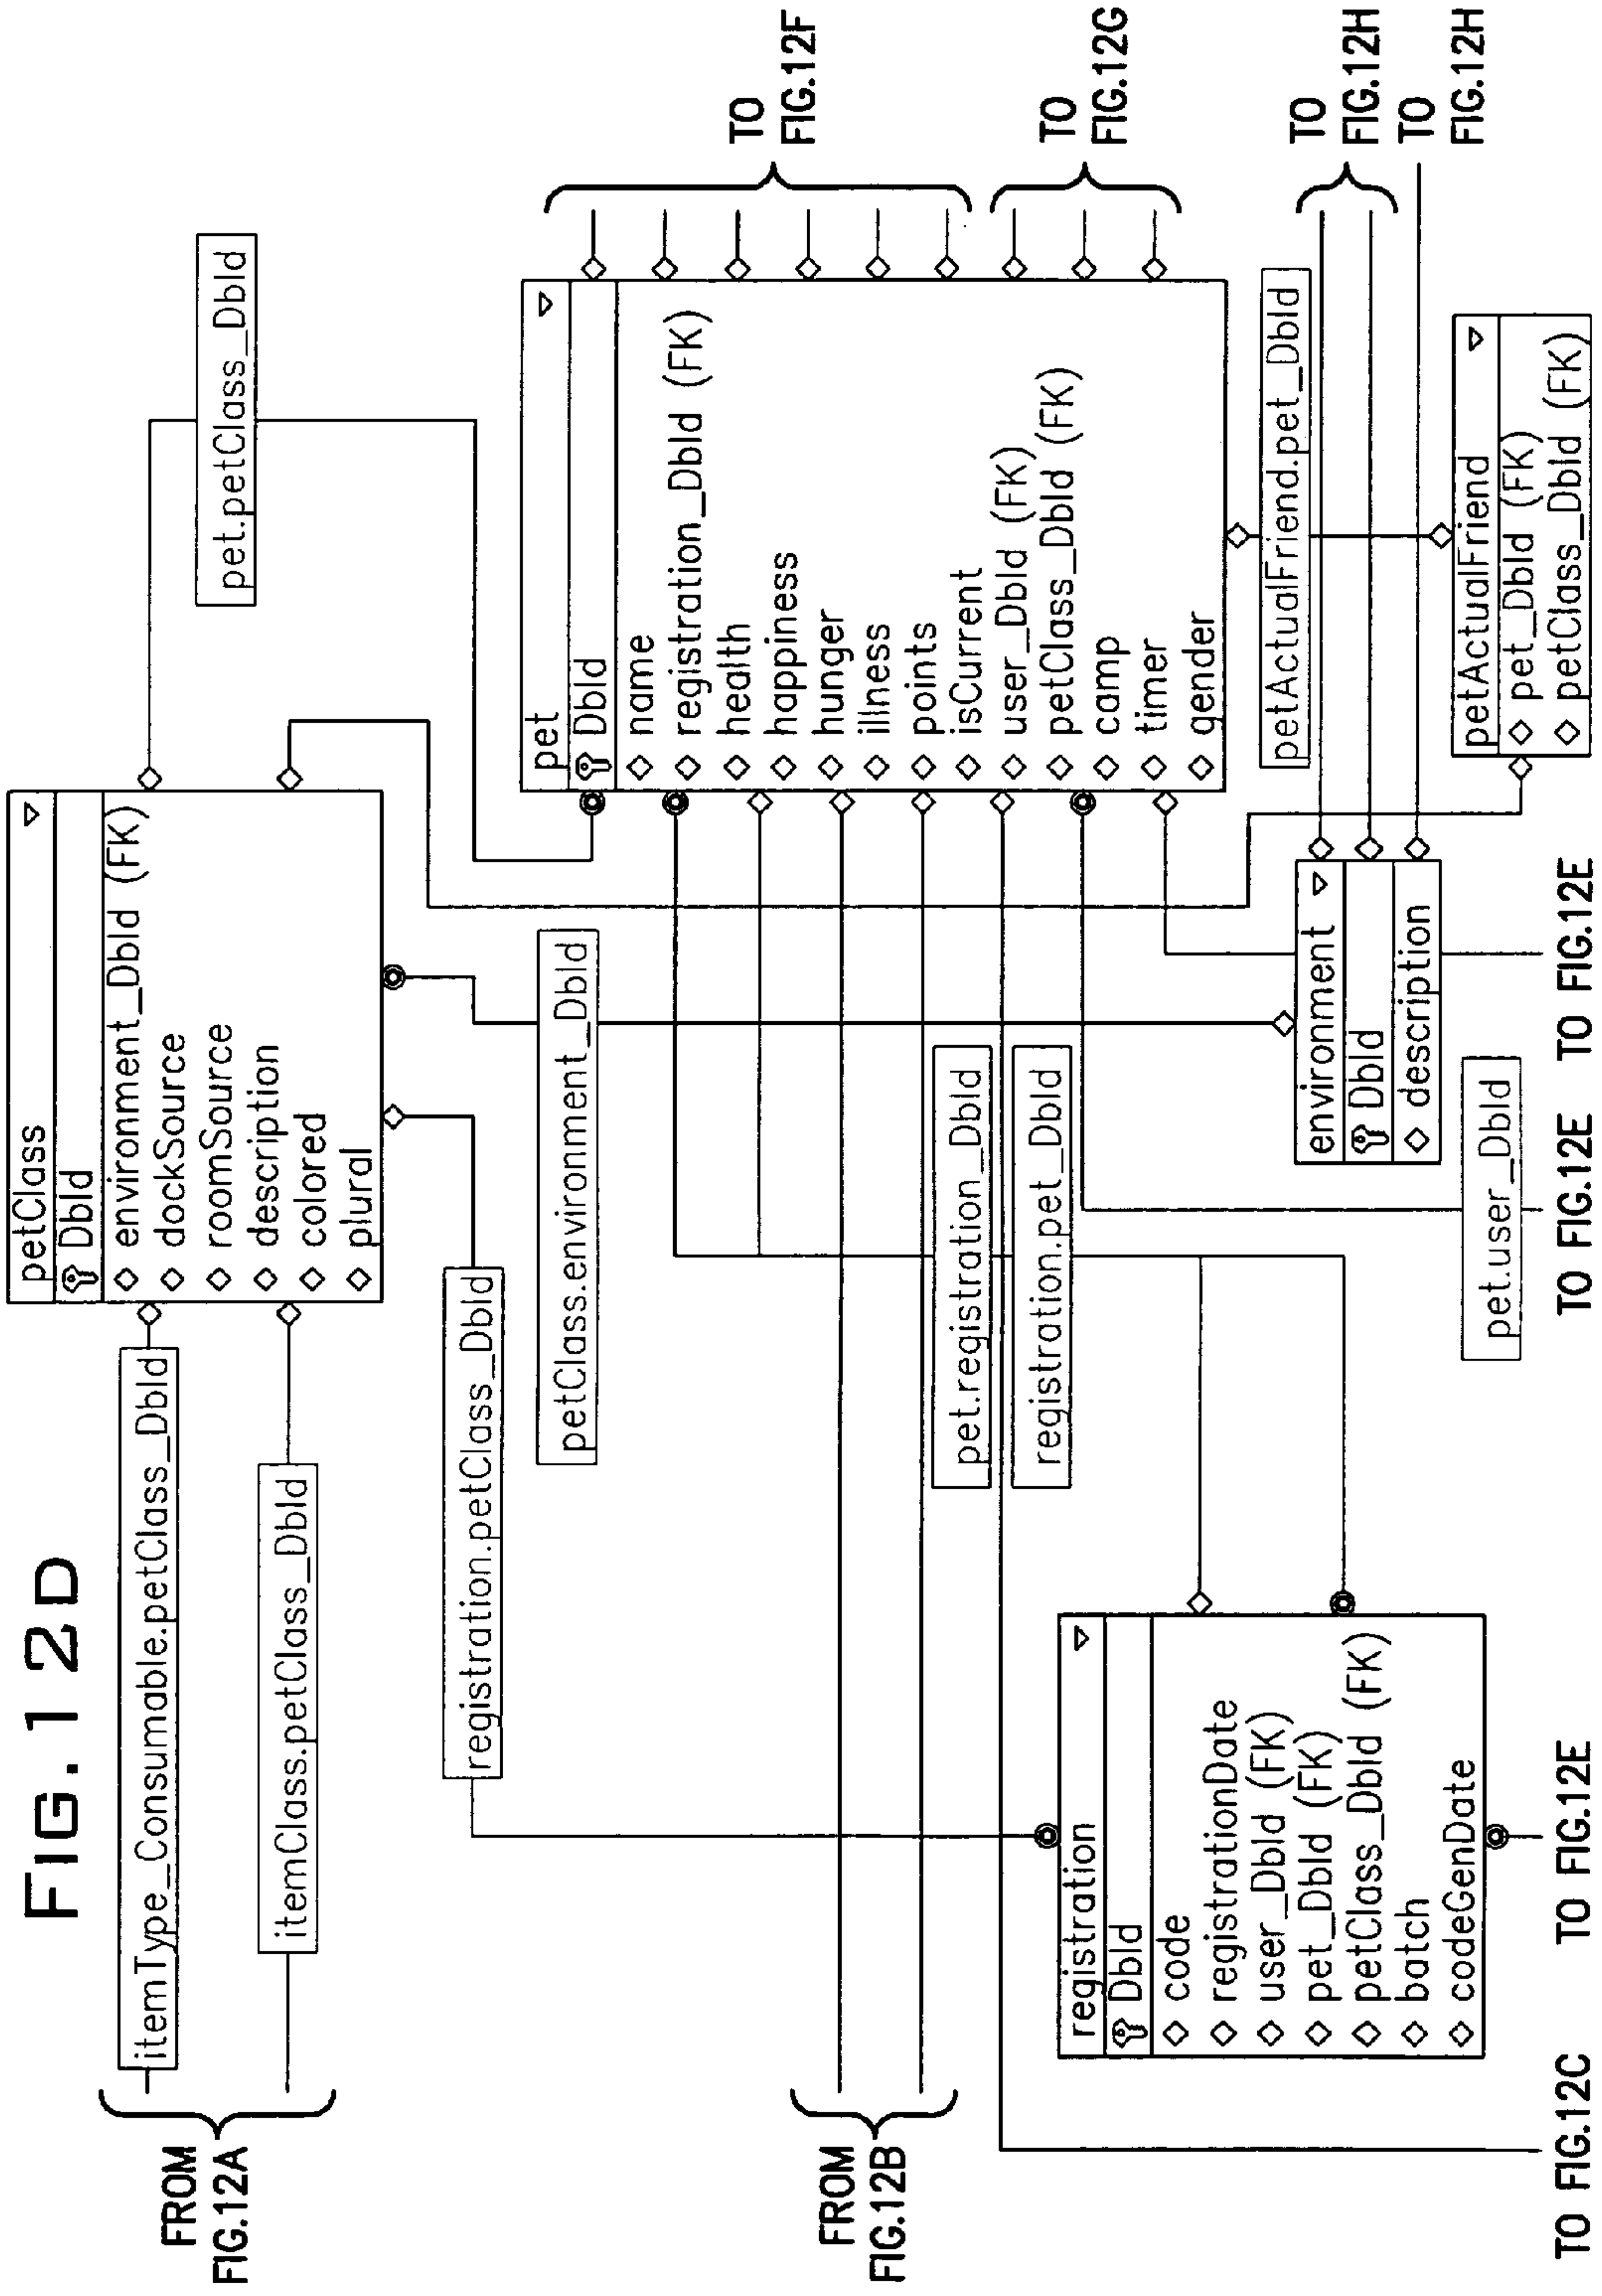 FIG. 12D
petClass
DbId
environment_DbId (FK)
dockSource
roomSource
description
colored
plural
itemType_Consumable.petClass_DbId
itemClass.petClass_DbId
FROM
FIG.12A
pet.petClass_DbId
registration.petClass_DbId
petClass.environment_DbId
pet
DbId
name
registration_DbId (FK)
health
happiness
hunger
illness
points
isCurrent
user_DbId (FK)
petClass_DbId (FK)
camp
timer
gender
TO
FIG.12F
TO
FIG.12G
FROM
FIG.12B
pet.registration_DbId
registration.pet_DbId
petActualFriend.pet_DbId
TO
FIG.12H
TO
FIG.12H
registration
DbId
code
registrationDate
user_DbId (FK)
pet_DbId (FK)
petClass_DbId (FK)
batch
codeGenDate
environment
DbId
description
petActualFriend
pet_DbId (FK)
petClass_DbId (FK)
pet.user_DbId
TO FIG.12C
TO FIG.12E
TO FIG.12E
TO FIG.12E